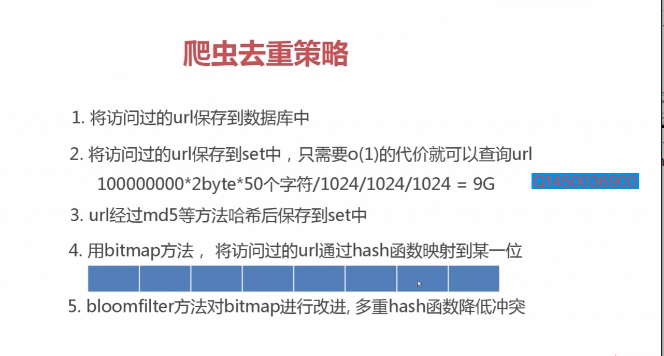 爬虫去重策略
1. 将访问过的url保存到数据库中
2. 将访问过的url保存到set中，只需要o(1)的代价就可以查询url
100000000*2byte*50个字符/1024/1024/1024 = 9G
Q1450036900
3. url经过md5等方法哈希后保存到set中
4. 用bitmap方法， 将访问过的url通过hash函数映射到某一位
5. bloomfilter方法对bitmap进行改进, 多重hash函数降低冲突